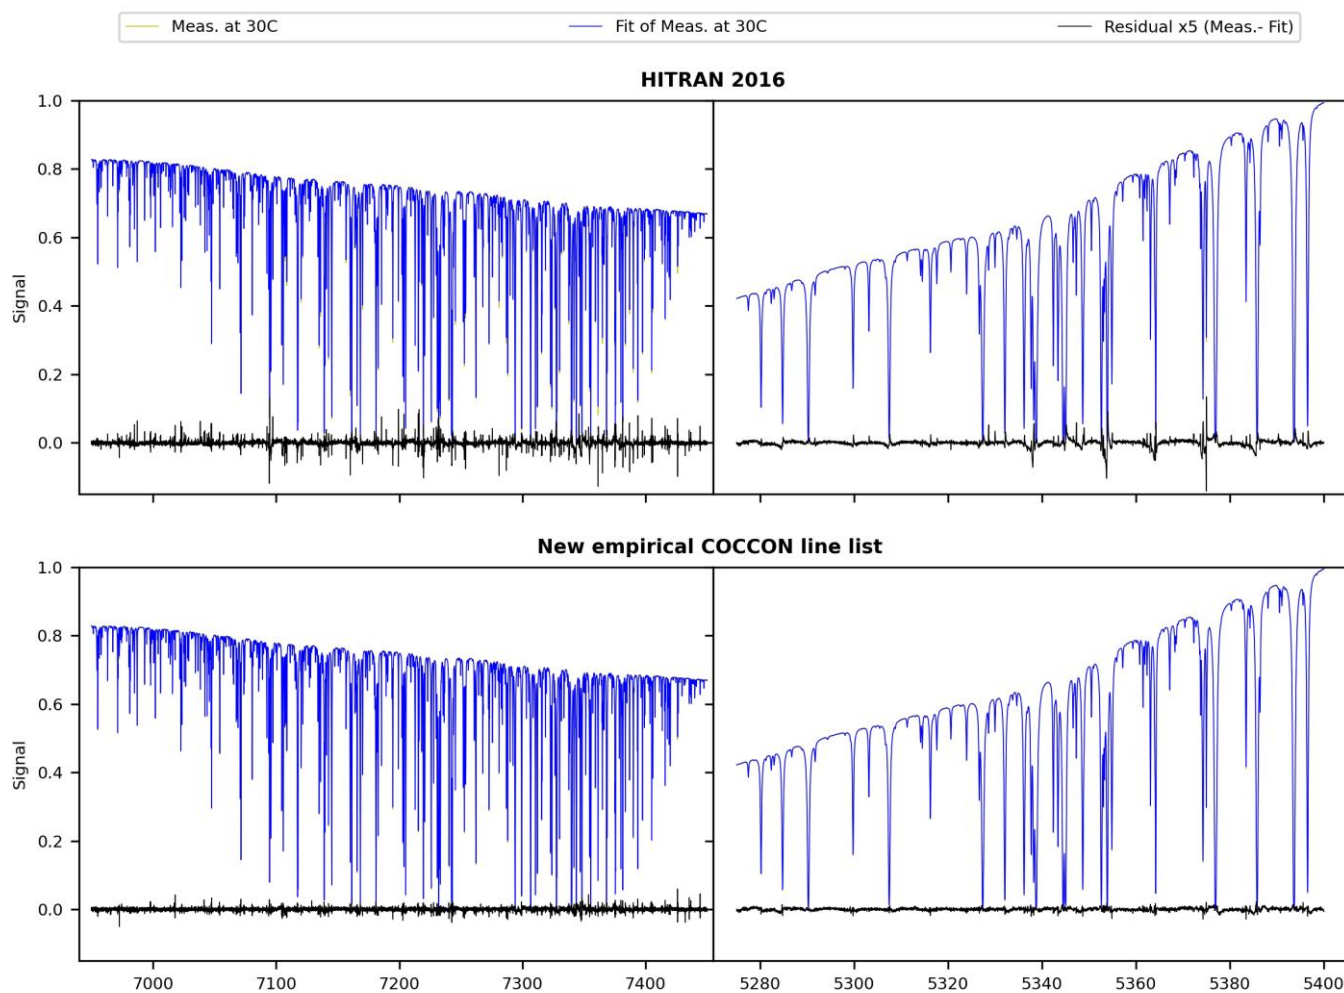 Meas. at 30C Fit of Meas. at 30C Residual x5 (Meas.- Fit)
HITRAN 2016
1.0
0.8
0.6
0.4
0.2
0.0
Signal
New empirical COCCON line list
1.0
0.8
0.6
0.4
0.2
0.0
Signal
7000 7100 7200 7300 7400 5280 5300 5320 5340 5360 5380 5400